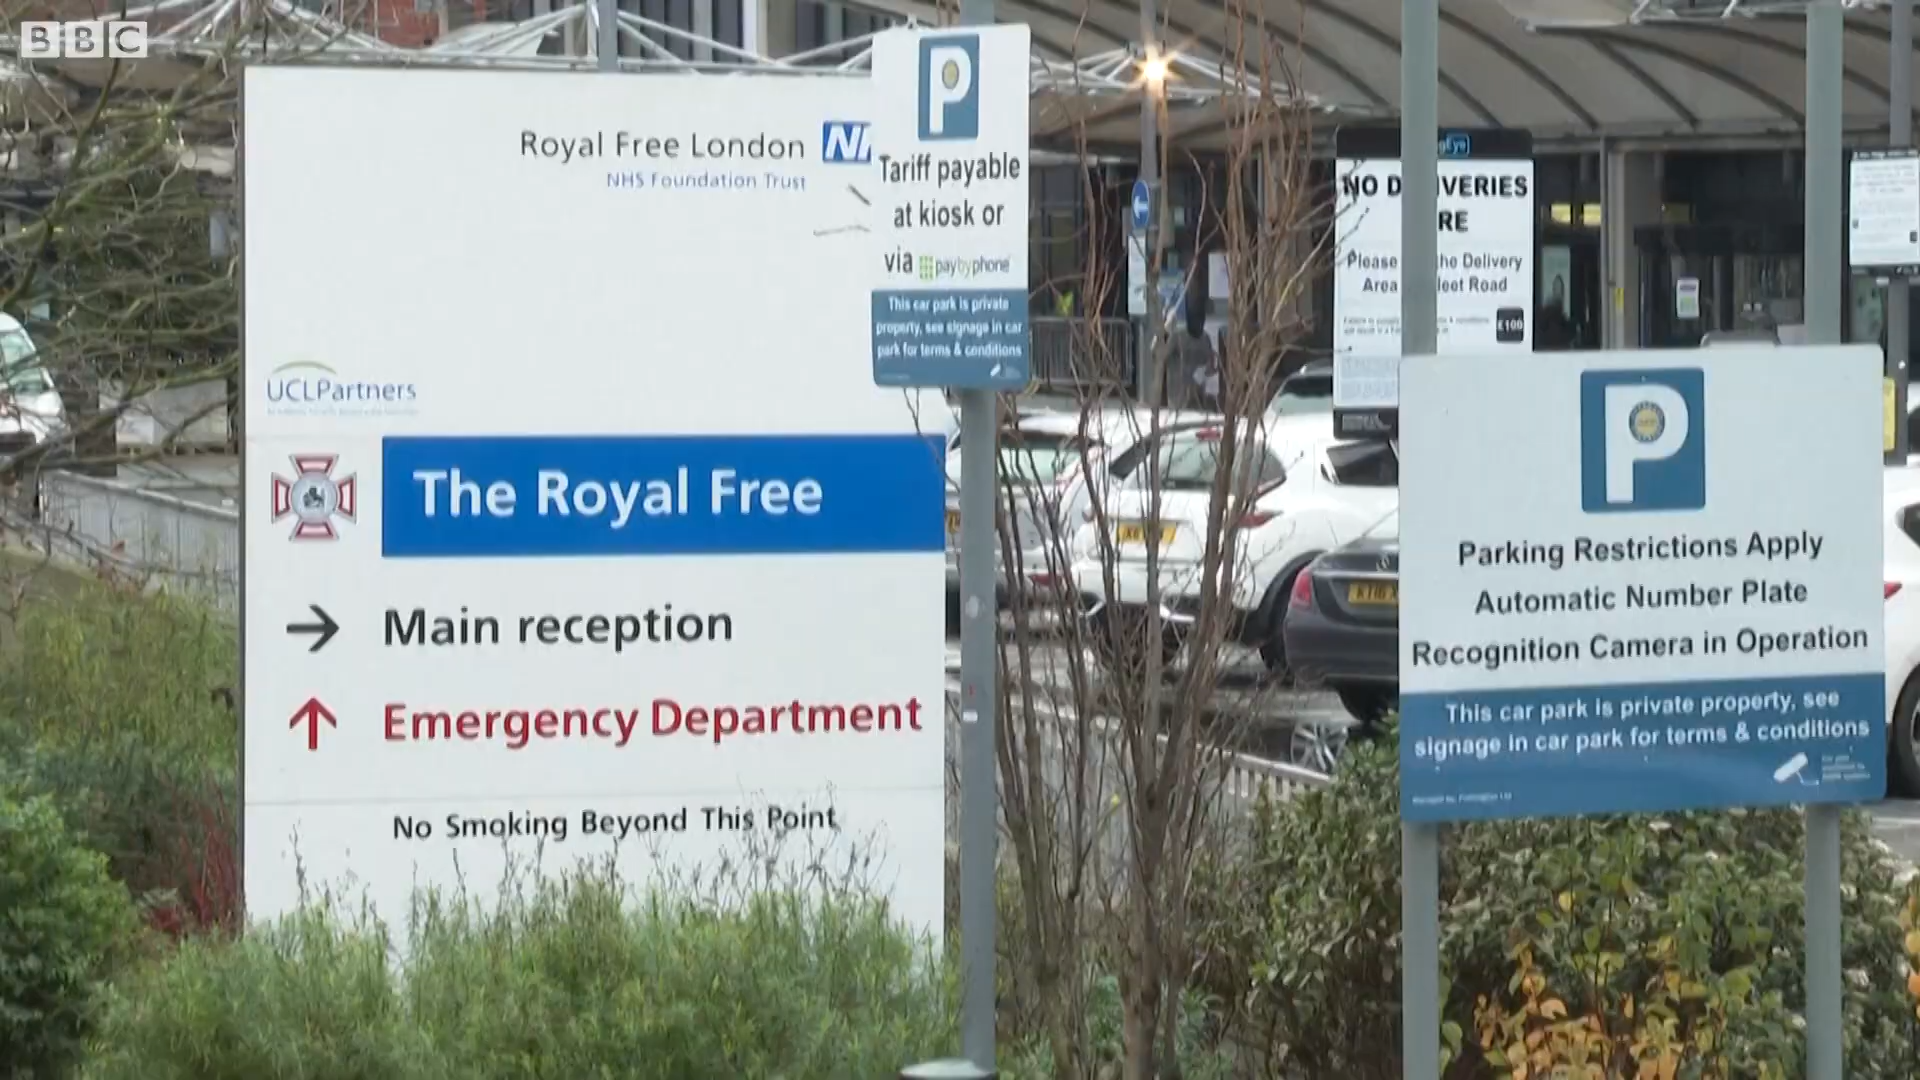 BBC
Royal Free London
NHS Foundation Trust
UCLPartners
The Royal Free
Main reception
Emergency Department
No Smoking Beyond This Point
P
Tariff payable
at kiosk or
via paybyphone
This car park is private
property, see signage in car
park for terms & conditions
NO DELIVERIES
RE
Please the Delivery
Area leet Road
£100
P
Parking Restrictions Apply
Automatic Number Plate
Recognition Camera in Operation
This car park is private property, see
signage in car park for terms & conditions